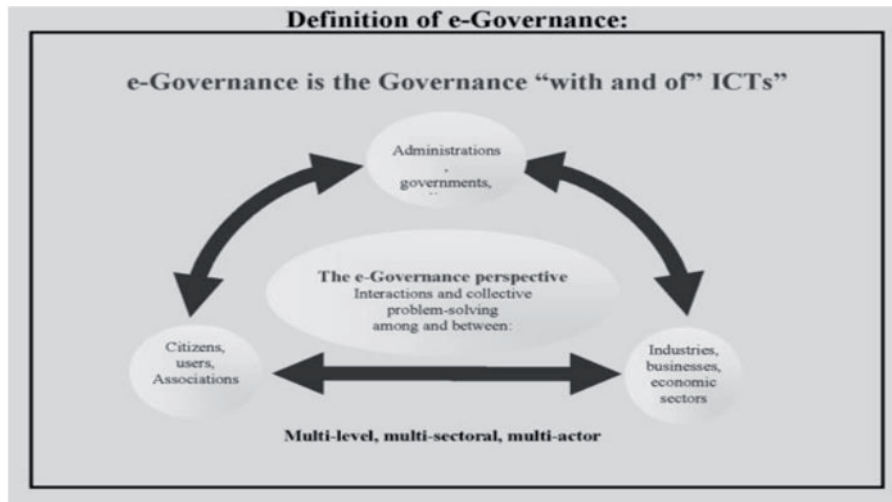 Definition of e-Governance:
e-Governance is the Governance “with and of” ICTs”
Administrations
,
governments,
The e-Governance perspective
Interactions and collective
problem-solving
among and between:
Citizens,
users,
Associations
Industries,
businesses,
economic
sectors
Multi-level, multi-sectoral, multi-actor